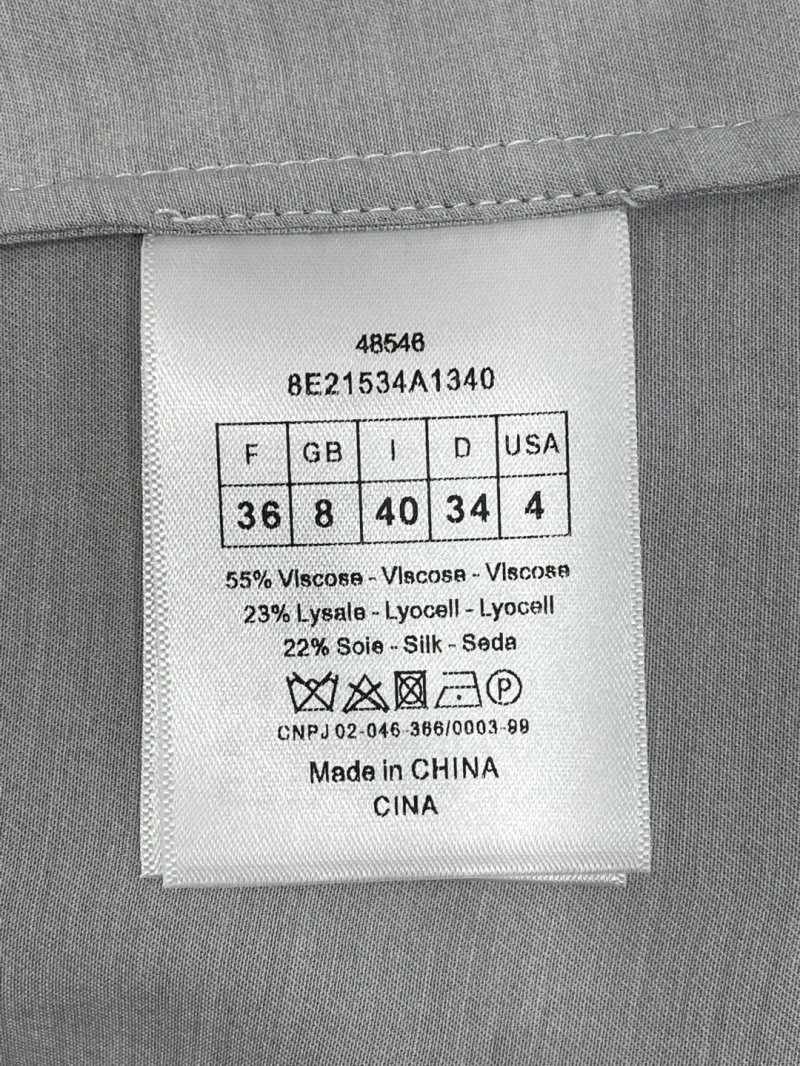 48546
8E21534A1340
F GB I D USA
36 8 40 34 4
55% Viscose - Viscose - Viscose
23% Lysale - Lyocell - Lyocell
22% Soie - Silk - Seda
P
CNPJ 02-046-366/0003-99
Made in CHINA
CINA